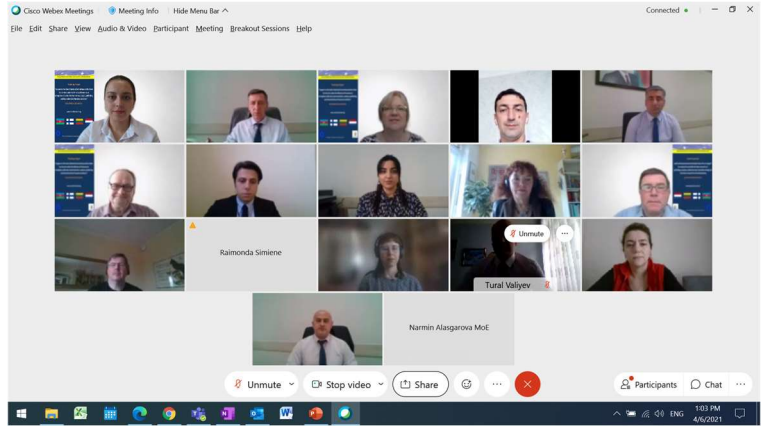 Cisco Webex Meetings Meeting Info Hide Menu Bar Connected
File Edit Share View Audio & Video Participant Meeting Breakout Sessions Help
Unmute
Raimonda Simiene
Tural Valiyev
Narmin Alasgarova MoE
Unmute Stop video Share Participants Chat
ENG 1:03 PM
4/6/2021